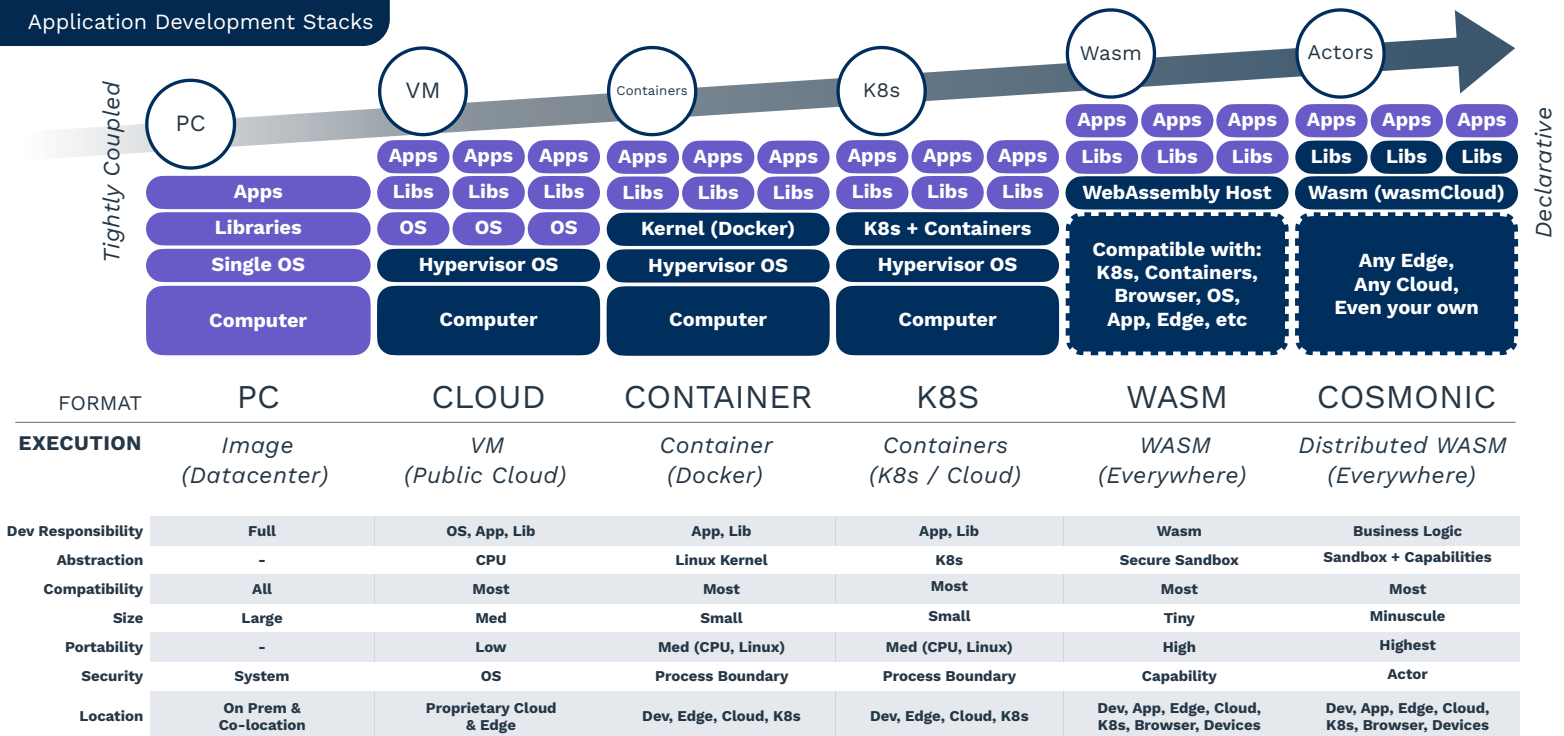 Application Development Stacks
Tightly Coupled
Declarative
PC
VM
Containers
K8s
Wasm
Actors
Apps
Libraries
Single OS
Computer
Apps Apps Apps
Libs Libs Libs
OS OS OS
Hypervisor OS
Computer
Apps Apps Apps
Libs Libs Libs
Kernel (Docker)
Hypervisor OS
Computer
Apps Apps Apps
Libs Libs Libs
K8s + Containers
Hypervisor OS
Computer
Apps Apps Apps
Libs Libs Libs
WebAssembly Host
Compatible with:
K8s, Containers,
Browser, OS,
App, Edge, etc
Apps Apps Apps
Libs Libs Libs
Wasm (wasmCloud)
Any Edge,
Any Cloud,
Even your own
FORMAT PC CLOUD CONTAINER K8S WASM COSMONIC
EXECUTION Image VM Container Containers WASM Distributed WASM
(Datacenter) (Public Cloud) (Docker) (K8s / Cloud) (Everywhere) (Everywhere)
Dev Responsibility Full OS, App, Lib App, Lib App, Lib Wasm Business Logic
Abstraction - CPU Linux Kernel K8s Secure Sandbox Sandbox + Capabilities
Compatibility All Most Most Most Most Most
Size Large Med Small Small Tiny Minuscule
Portability - Low Med (CPU, Linux) Med (CPU, Linux) High Highest
Security System OS Process Boundary Process Boundary Capability Actor
Location On Prem & Proprietary Cloud Dev, Edge, Cloud, K8s Dev, Edge, Cloud, K8s Dev, App, Edge, Cloud, Dev, App, Edge, Cloud,
Co-location & Edge K8s, Browser, Devices K8s, Browser, Devices